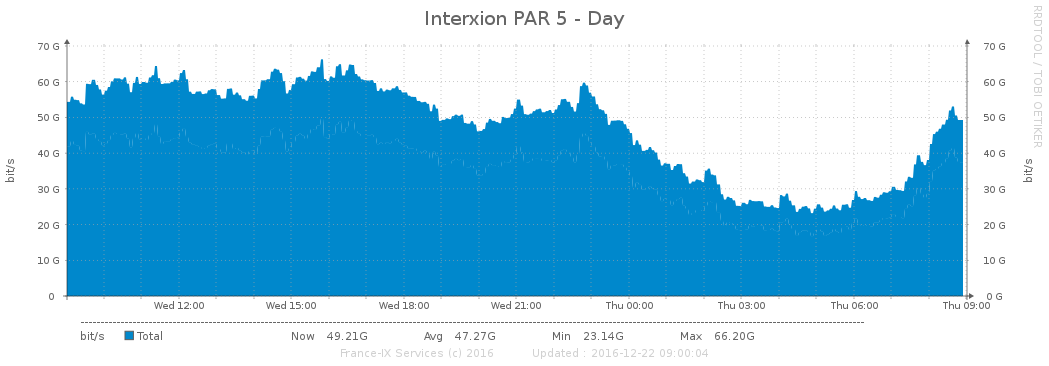 Interxion PAR 5 - Day
RRDTOOL / TOBI OETIKER
bit/s
70 G
60 G
50 G
40 G
30 G
20 G
10 G
0
70 G
60 G
50 G
40 G
30 G
20 G
10 G
0 G
bit/s
Wed 12:00 Wed 15:00 Wed 18:00 Wed 21:00 Thu 00:00 Thu 03:00 Thu 06:00 Thu 09:00
bit/s Total Now 49.21G Avg 47.27G Min 23.14G Max 66.20G
France-IX Services (c) 2016 Updated : 2016-12-22 09:00:04